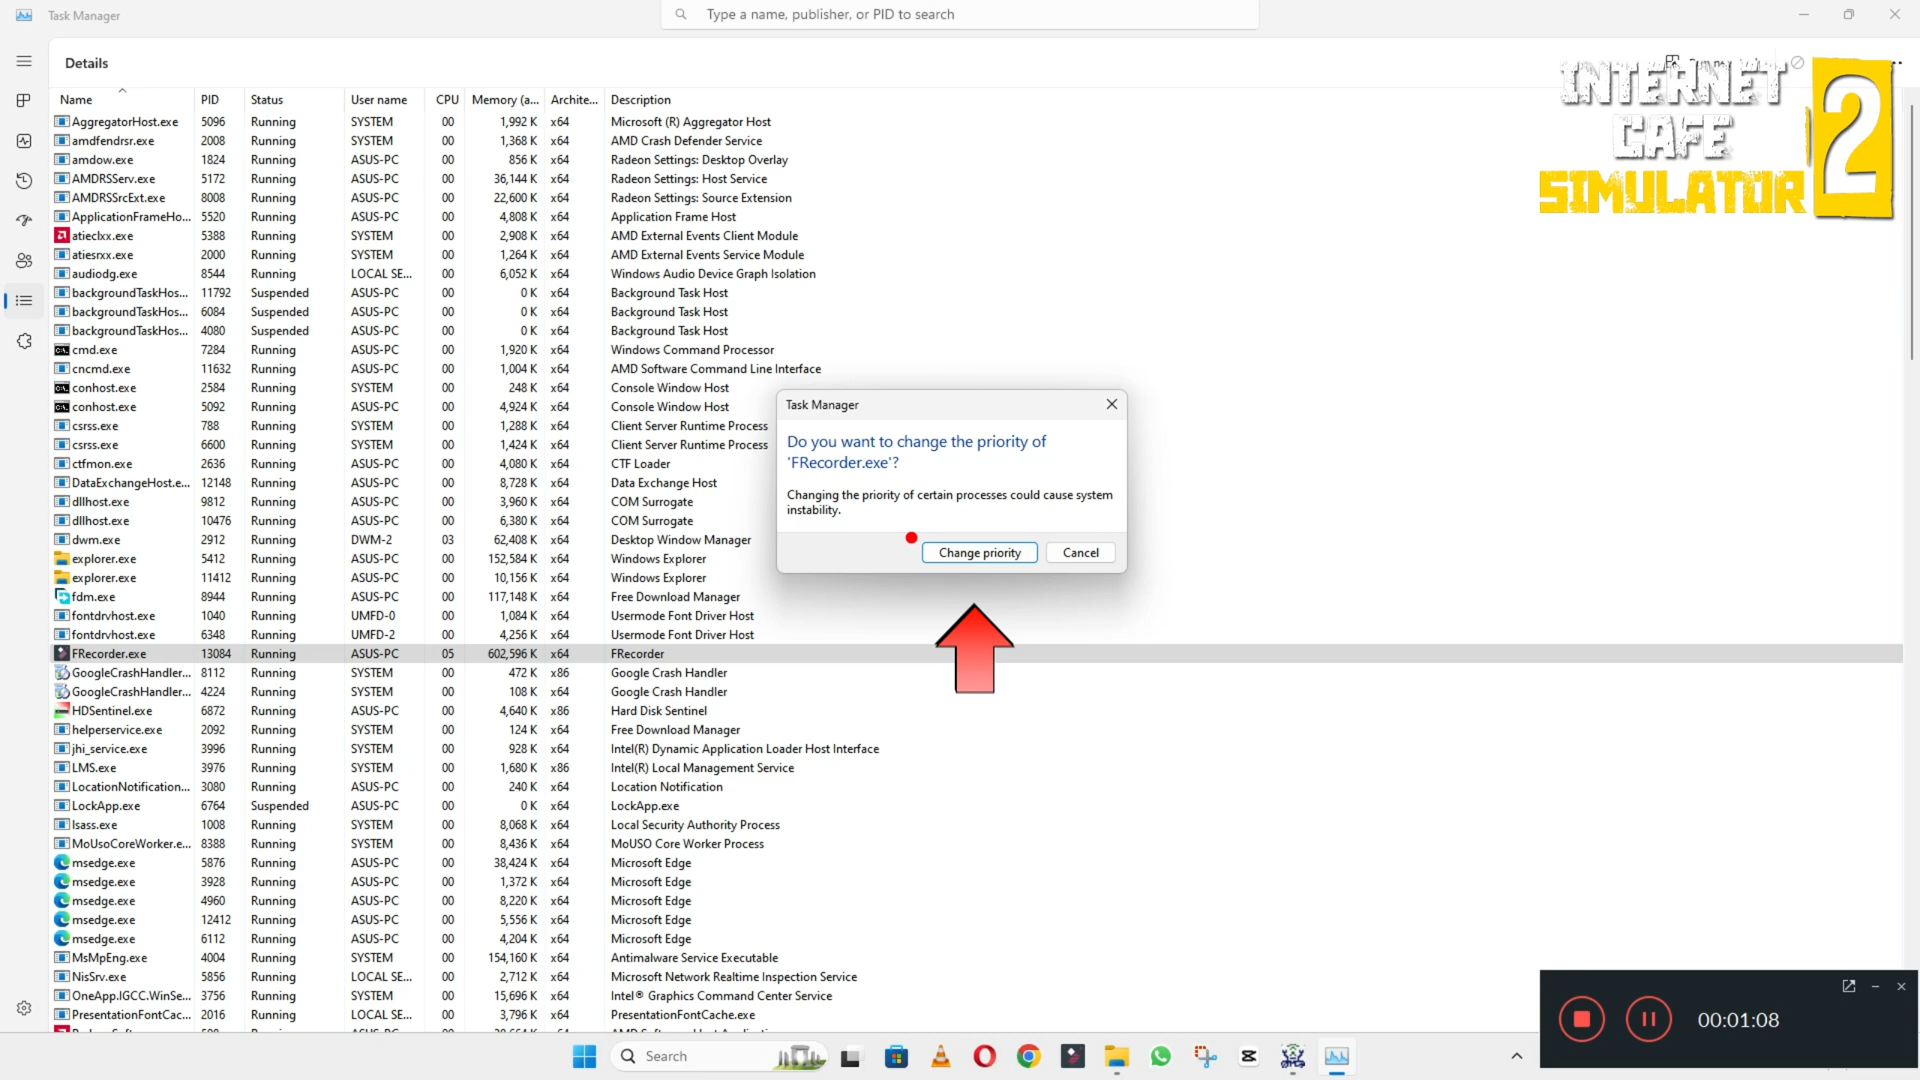 Task Manager
Type a name, publisher, or PID to search
Details
INTERNET
CAFE
SIMULATOR 2
Name PID Status User name CPU Memory (a... Archite... Description
AggregatorHost.exe 5096 Running SYSTEM 00 1,992 K x64 Microsoft (R) Aggregator Host
amdfendrsr.exe 2008 Running SYSTEM 00 1,368 K x64 AMD Crash Defender Service
amdow.exe 1824 Running ASUS-PC 00 856 K x64 Radeon Settings: Desktop Overlay
AMDRSServ.exe 5172 Running ASUS-PC 00 36,144 K x64 Radeon Settings: Host Service
AMDRSSrcExt.exe 8008 Running ASUS-PC 00 22,600 K x64 Radeon Settings: Source Extension
ApplicationFrameHo... 5520 Running ASUS-PC 00 4,808 K x64 Application Frame Host
atieclxx.exe 5388 Running SYSTEM 00 2,908 K x64 AMD External Events Client Module
atiesrxx.exe 2000 Running SYSTEM 00 1,264 K x64 AMD External Events Service Module
audiodg.exe 8544 Running LOCAL SE... 00 6,052 K x64 Windows Audio Device Graph Isolation
backgroundTaskHos... 11792 Suspended ASUS-PC 00 0 K x64 Background Task Host
backgroundTaskHos... 6084 Suspended ASUS-PC 00 0 K x64 Background Task Host
backgroundTaskHos... 4080 Suspended ASUS-PC 00 0 K x64 Background Task Host
cmd.exe 7284 Running ASUS-PC 00 1,920 K x64 Windows Command Processor
cncmd.exe 11632 Running ASUS-PC 00 1,004 K x64 AMD Software Command Line Interface
conhost.exe 2584 Running SYSTEM 00 248 K x64 Console Window Host
conhost.exe 5092 Running ASUS-PC 00 4,924 K x64 Console Window Host
csrss.exe 788 Running SYSTEM 00 1,288 K x64 Client Server Runtime Process
csrss.exe 6600 Running SYSTEM 00 1,424 K x64 Client Server Runtime Process
ctfmon.exe 2636 Running ASUS-PC 00 4,080 K x64 CTF Loader
DataExchangeHost.e... 12148 Running ASUS-PC 00 8,728 K x64 Data Exchange Host
dllhost.exe 9812 Running ASUS-PC 00 3,960 K x64 COM Surrogate
dllhost.exe 10476 Running ASUS-PC 00 6,380 K x64 COM Surrogate
dwm.exe 2912 Running DWM-2 03 62,408 K x64 Desktop Window Manager
explorer.exe 5412 Running ASUS-PC 00 152,584 K x64 Windows Explorer
explorer.exe 11412 Running ASUS-PC 00 10,156 K x64 Windows Explorer
fdm.exe 8944 Running ASUS-PC 00 117,148 K x64 Free Download Manager
fontdrvhost.exe 1040 Running UMFD-0 00 1,084 K x64 Usermode Font Driver Host
fontdrvhost.exe 6348 Running UMFD-2 00 4,256 K x64 Usermode Font Driver Host
FRecorder.exe 13084 Running ASUS-PC 05 602,596 K x64 FRecorder
GoogleCrashHandler... 8112 Running SYSTEM 00 472 K x86 Google Crash Handler
GoogleCrashHandler... 4224 Running SYSTEM 00 108 K x64 Google Crash Handler
HDSentinel.exe 6872 Running ASUS-PC 00 4,640 K x86 Hard Disk Sentinel
helperservice.exe 2092 Running SYSTEM 00 124 K x64 Free Download Manager
jhi_service.exe 3996 Running SYSTEM 00 928 K x64 Intel(R) Dynamic Application Loader Host Interface
LMS.exe 3976 Running SYSTEM 00 1,680 K x86 Intel(R) Local Management Service
LocationNotification... 3080 Running ASUS-PC 00 240 K x64 Location Notification
LockApp.exe 6764 Suspended ASUS-PC 00 0 K x64 LockApp.exe
lsass.exe 1008 Running SYSTEM 00 8,068 K x64 Local Security Authority Process
MoUsoCoreWorker.e... 8388 Running SYSTEM 00 8,436 K x64 MoUSO Core Worker Process
msedge.exe 5876 Running ASUS-PC 00 38,424 K x64 Microsoft Edge
msedge.exe 3928 Running ASUS-PC 00 1,372 K x64 Microsoft Edge
msedge.exe 4960 Running ASUS-PC 00 8,220 K x64 Microsoft Edge
msedge.exe 12412 Running ASUS-PC 00 5,556 K x64 Microsoft Edge
msedge.exe 6112 Running ASUS-PC 00 4,204 K x64 Microsoft Edge
MsMpEng.exe 4004 Running SYSTEM 00 154,160 K x64 Antimalware Service Executable
NisSrv.exe 5856 Running LOCAL SE... 00 2,712 K x64 Microsoft Network Realtime Inspection Service
OneApp.IGCC.WinSe... 3756 Running SYSTEM 00 15,696 K x64 Intel® Graphics Command Center Service
PresentationFontCac... 2016 Running LOCAL SE... 00 3,796 K x64 PresentationFontCache.exe
Task Manager
Do you want to change the priority of
'FRecorder.exe'?
Changing the priority of certain processes could cause system
instability.
Change priority Cancel
00:01:08
Search